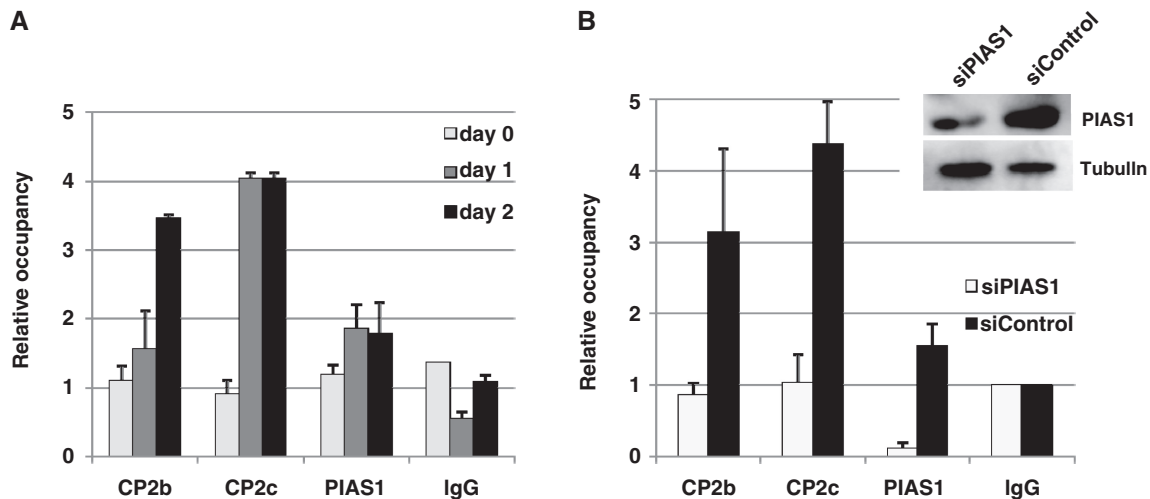 A
Relative occupancy
5
4
3
2
1
0
day 0
day 1
day 2
CP2b CP2c PIAS1 IgG
B
siPIAS1 siControl
PIAS1
Tubulln
Relative occupancy
5
4
3
2
1
0
siPIAS1
siControl
CP2b CP2c PIAS1 IgG